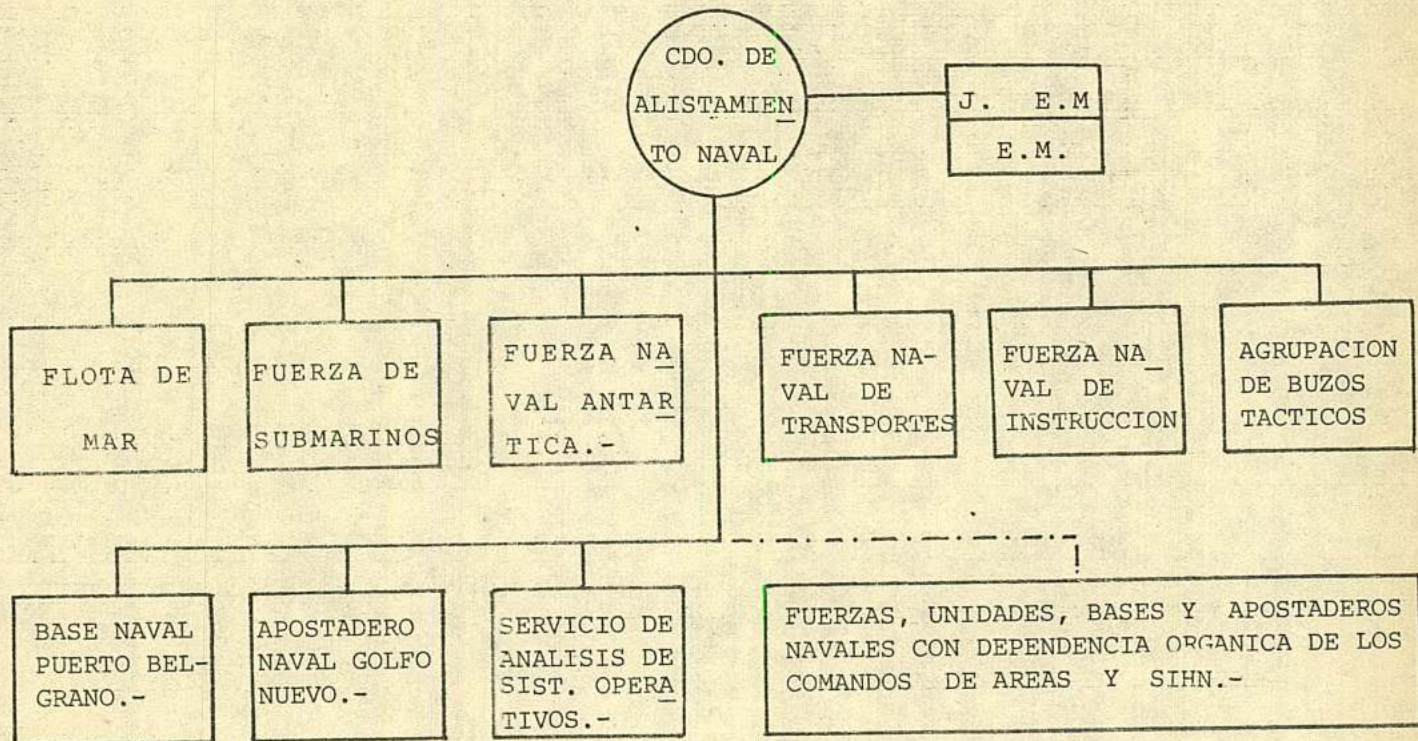 CDO. DE
ALISTAMIEN
TO NAVAL
J. E.M
E.M.
FLOTA DE
MAR
FUERZA DE
SUBMARINOS
FUERZA NA
VAL ANTAR
TICA.-
FUERZA NA-
VAL DE
TRANSPORTES
FUERZA NA
VAL DE
INSTRUCCION
AGRUPACION
DE BUZOS
TACTICOS
BASE NAVAL
PUERTO BEL-
GRANO.-
APOSTADERO
NAVAL GOLFO
NUEVO.-
SERVICIO DE
ANALISIS DE
SIST. OPERA
TIVOS.-
FUERZAS, UNIDADES, BASES Y APOSTADEROS
NAVALES CON DEPENDENCIA ORGANICA DE LOS
COMANDOS DE AREAS Y SIHN.-